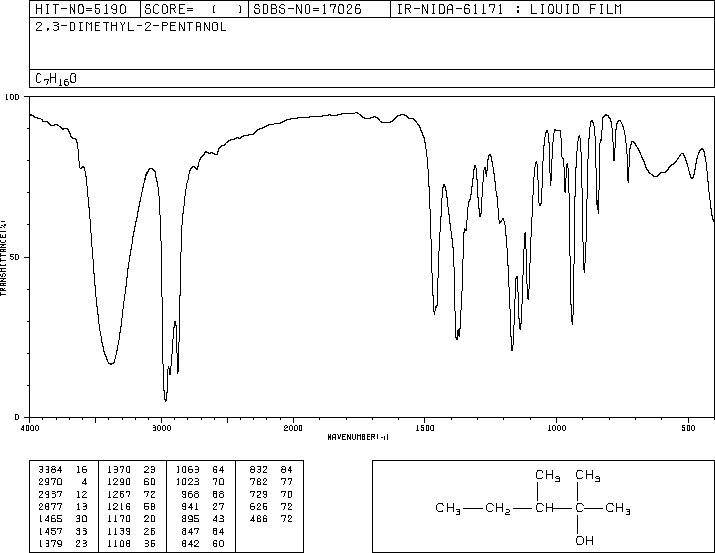 HIT-NO=5190 SCORE= ( ) SDBS-NO=17026 IR-NIDA-61171 : LIQUID FILM
2,3-DIMETHYL-2-PENTANOL
C7H16O
100
TRANSMITTANCE(%)
50
0
4000 3000 2000 1500 1000 500
WAVENUMBER(-1)
3384 16 1370 23 1063 64 832 84
2970 4 1290 60 1023 70 782 77
2937 12 1267 72 968 68 729 70
2877 13 1216 58 941 27 626 72
1465 30 1170 20 895 43 486 72
1457 33 1139 26 847 84
1379 23 1108 36 842 60
CH3 CH3
CH3—CH2—CH—C—CH3
OH